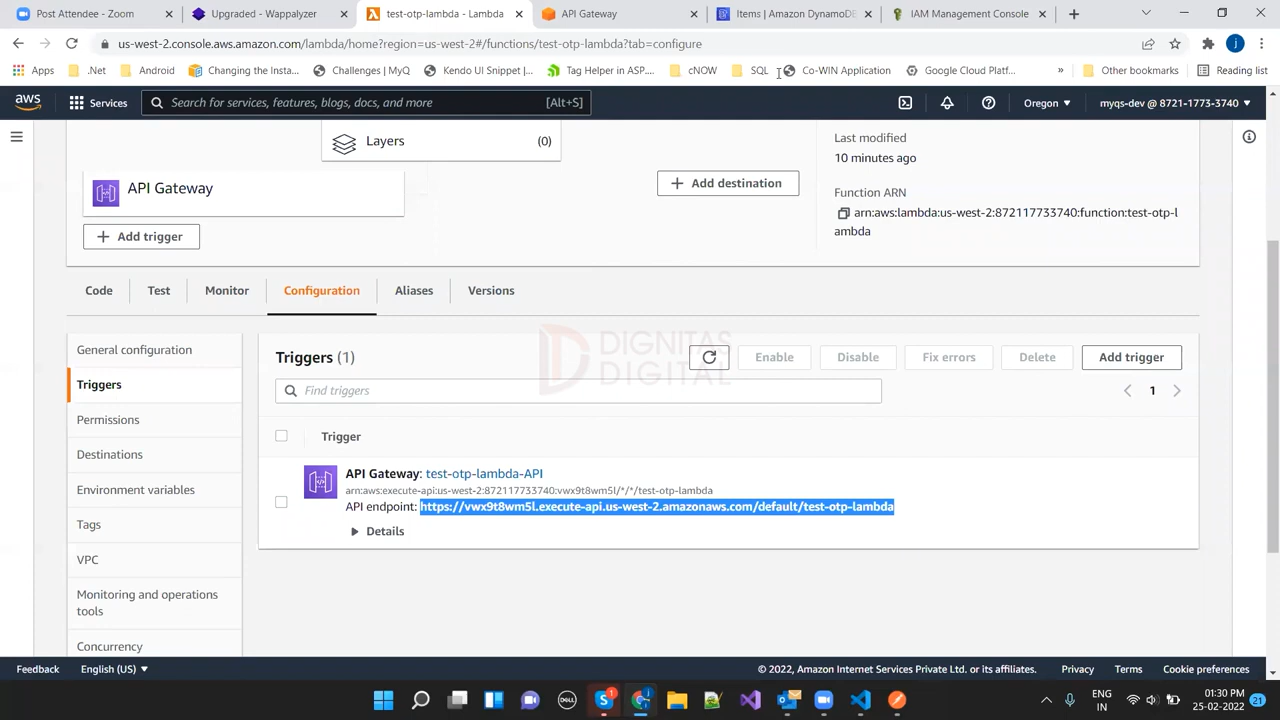 Post Attendee - Zoom
Upgraded - Wappalyzer
test-otp-lambda - Lambda
API Gateway
Items | AmazonDynamoDB
IAM Management Console
us-west-2.console.aws.amazon.com/lambda/home?region=us-west-2#/functions/test-otp-lambda?tab=configure
Apps
.Net
Android
Changing the Insta...
Challenges | MyQ
Kendo UI Snippet |...
Tag Helper in ASP....
cNOW
SQL
Co-WIN Application
Google Cloud Platf...
»
Other bookmarks
Reading list
aws
Services
Search for services, features, blogs, docs, and more
[Alt+S]
Oregon
myqs-dev @ 8721-1773-3740
Layers
(0)
Last modified
10 minutes ago
API Gateway
+ Add destination
Function ARN
arn:aws:lambda:us-west-2:872117733740:function:test-otp-l
ambda
+ Add trigger
Code
Test
Monitor
Configuration
Aliases
Versions
General configuration
Triggers
Permissions
Destinations
Environment variables
Tags
VPC
Monitoring and operations
tools
Concurrency
Triggers (1)
Enable
Disable
Fix errors
Delete
Add trigger
DIGNITAS
DIGITAL
Find triggers
1
Trigger
API Gateway: test-otp-lambda-API
arn:aws:execute-api:us-west-2:872117733740:vwx9t8wm5l/*/*/test-otp-lambda
API endpoint: https://vwx9t8wm5l.execute-api.us-west-2.amazonaws.com/default/test-otp-lambda
Details
Feedback
English (US)
© 2022, Amazon Internet Services Private Ltd. or its affiliates.
Privacy
Terms
Cookie preferences
ENG
IN
01:30 PM
25-02-2022
21